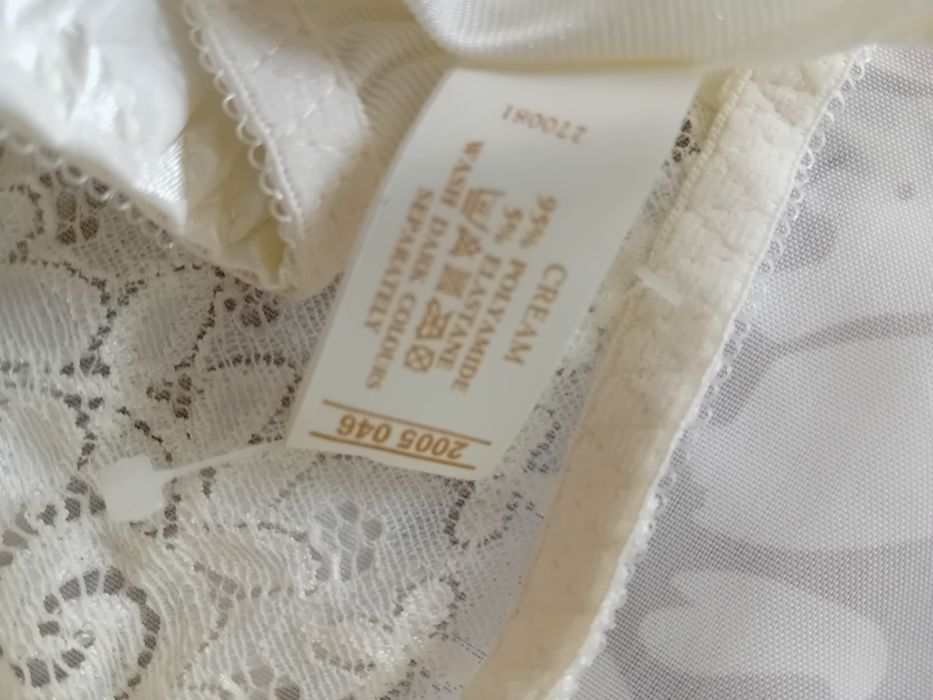 CREAM
95% POLYAMIDE
5% ELASTANE
WASH DARK COLOURS
SEPARATELY
2005 046
270081